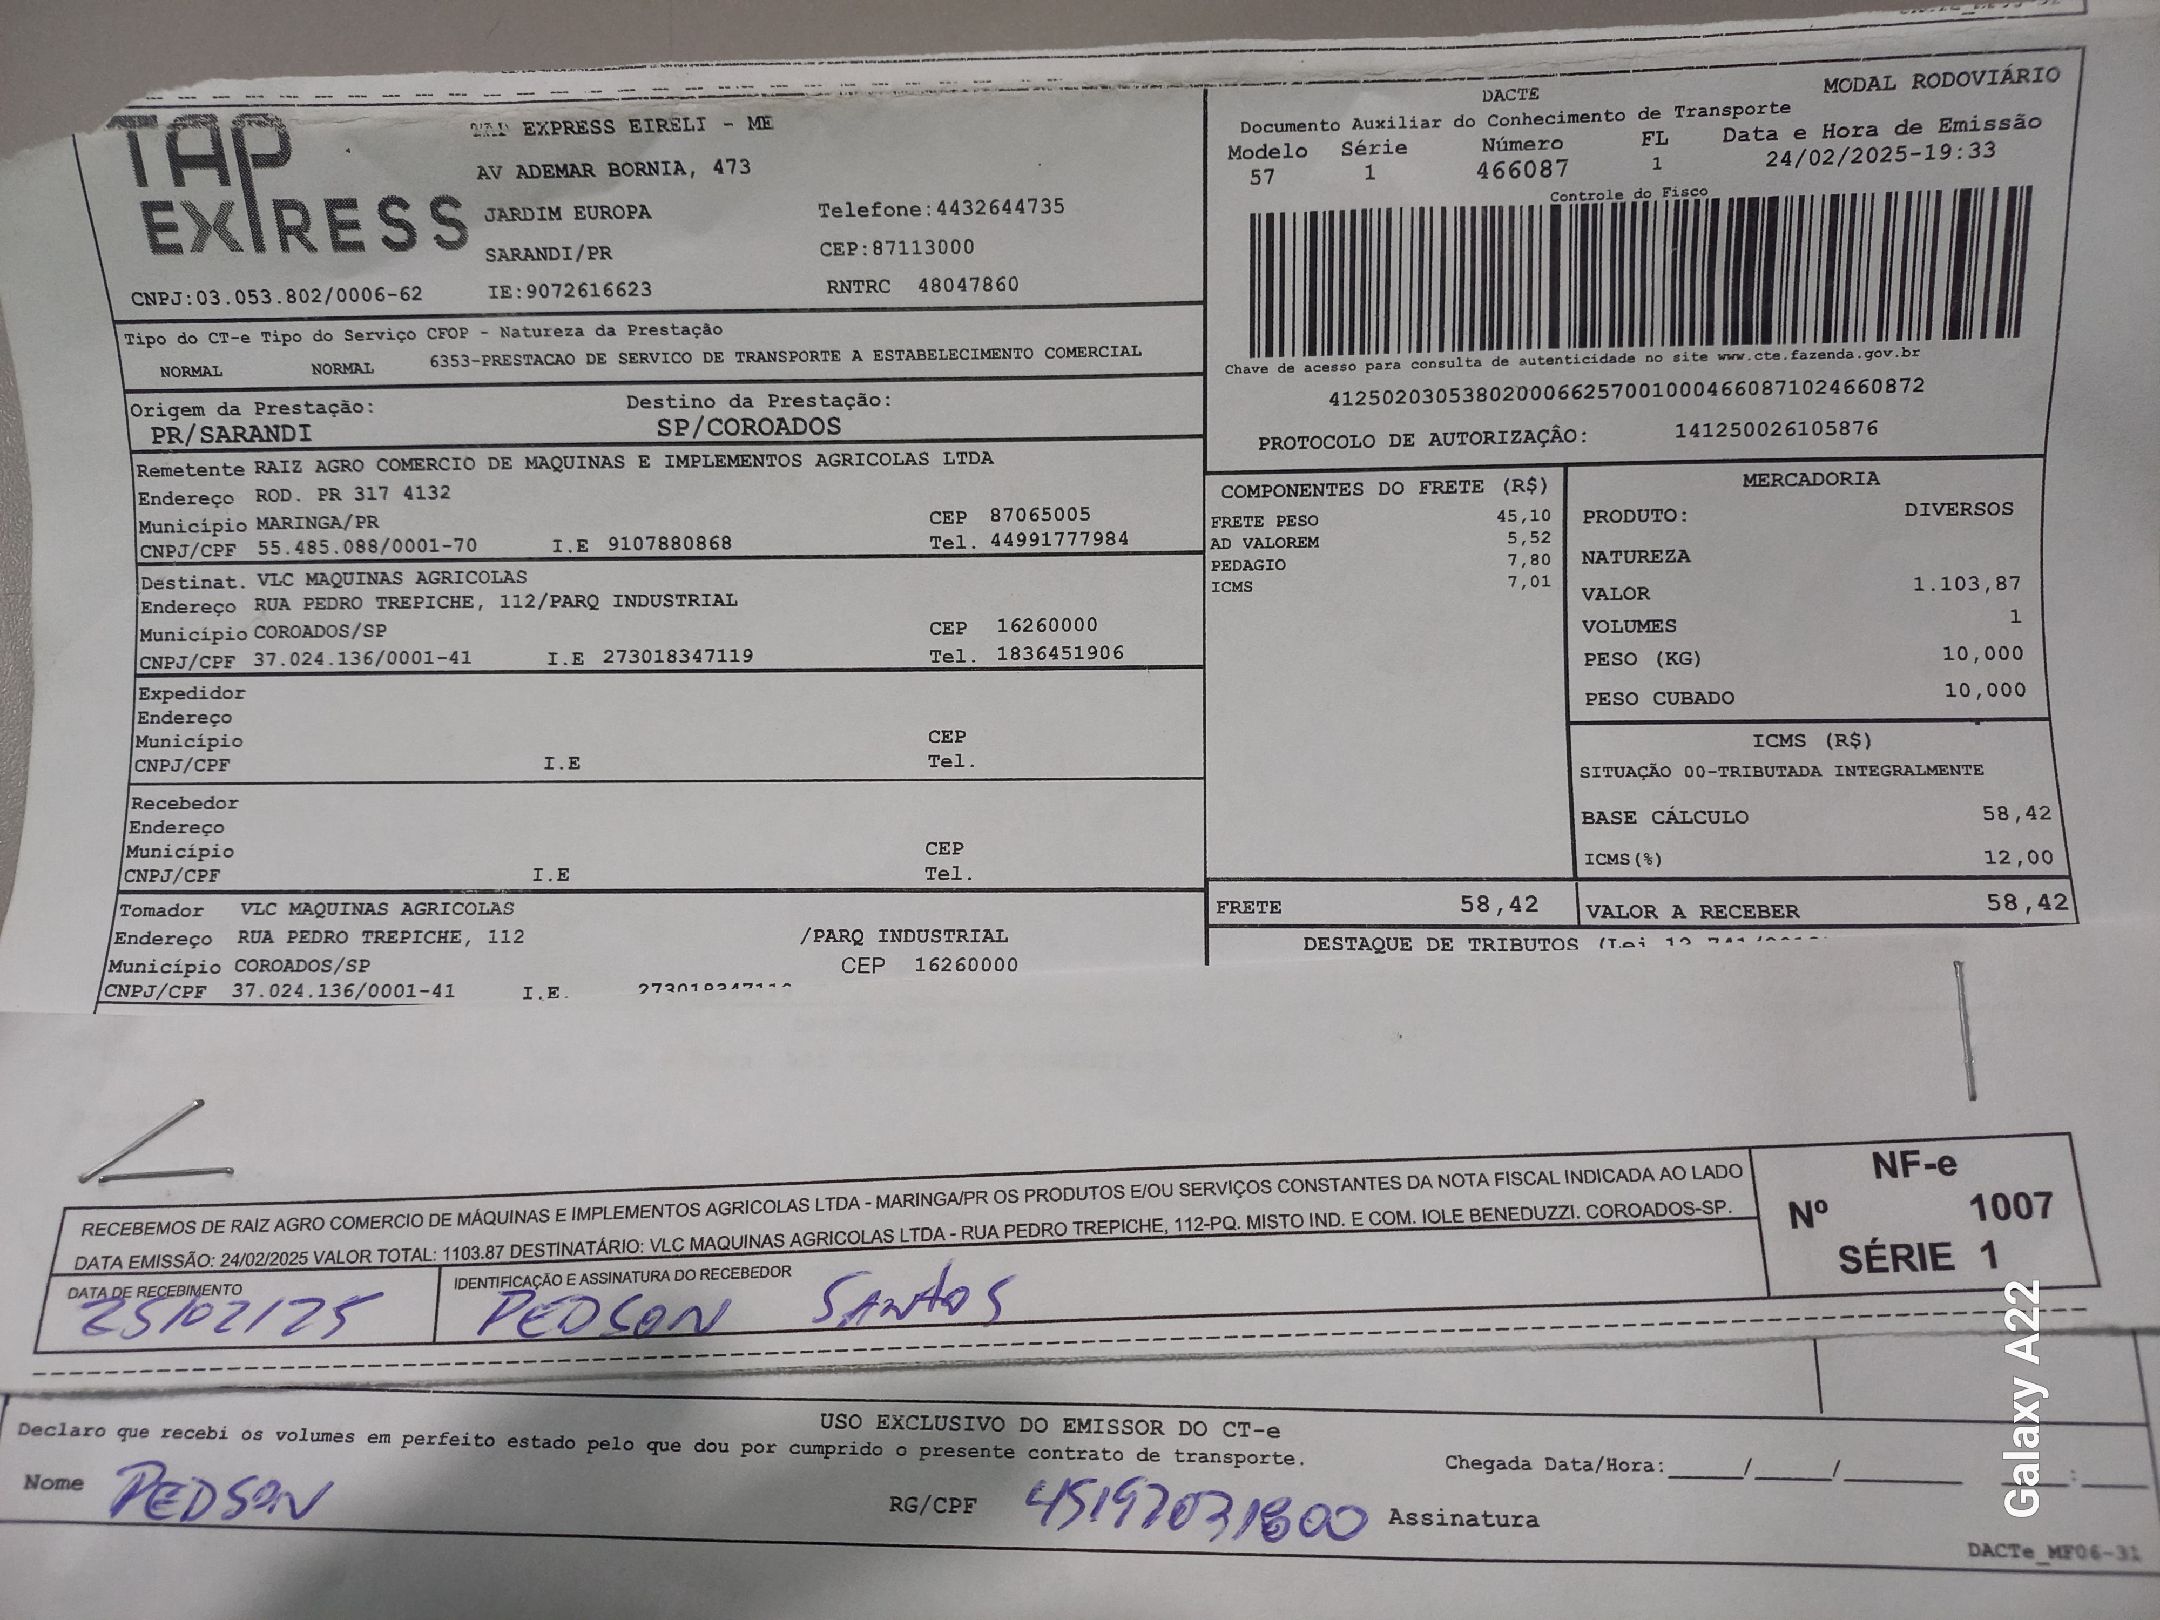 TAP EXPRESS
TAP EXPRESS EIRELI - ME
AV ADEMAR BORNIA, 473
JARDIM EUROPA Telefone:4432644735
SARANDI/PR CEP:87113000
CNPJ:03.053.802/0006-62 IE:9072616623 RNTRC 48047860
Tipo do CT-e Tipo do Serviço CFOP - Natureza da Prestação
NORMAL NORMAL 6353-PRESTACAO DE SERVICO DE TRANSPORTE A ESTABELECIMENTO COMERCIAL
Origem da Prestação: Destino da Prestação:
PR/SARANDI SP/COROADOS
Remetente RAIZ AGRO COMERCIO DE MAQUINAS E IMPLEMENTOS AGRICOLAS LTDA
Endereço ROD. PR 317 4132
Município MARINGA/PR CEP 87065005
CNPJ/CPF 55.485.088/0001-70 I.E 9107880868 Tel. 44991777984
Destinat. VLC MAQUINAS AGRICOLAS
Endereço RUA PEDRO TREPICHE, 112/PARQ INDUSTRIAL
Município COROADOS/SP CEP 16260000
CNPJ/CPF 37.024.136/0001-41 I.E 273018347119 Tel. 1836451906
Expedidor
Endereço
Município CEP
CNPJ/CPF I.E Tel.
Recebedor
Endereço
Município CEP
CNPJ/CPF I.E Tel.
Tomador VLC MAQUINAS AGRICOLAS
Endereço RUA PEDRO TREPICHE, 112 /PARQ INDUSTRIAL
Município COROADOS/SP CEP 16260000
CNPJ/CPF 37.024.136/0001-41 I.E. 273018347119
DACTE MODAL RODOVIÁRIO
Documento Auxiliar do Conhecimento de Transporte
Modelo Série Número FL Data e Hora de Emissão
57 1 466087 1 24/02/2025-19:33
Controle do Fisco
Chave de acesso para consulta de autenticidade no site www.cte.fazenda.gov.br
41250203053802000662570010004660871024660872
PROTOCOLO DE AUTORIZAÇÂO: 141250026105876
COMPONENTES DO FRETE (R$)
FRETE PESO 45,10
AD VALOREM 5,52
PEDAGIO 7,80
ICMS 7,01
MERCADORIA
PRODUTO: DIVERSOS
NATUREZA
VALOR 1.103,87
VOLUMES 1
PESO (KG) 10,000
PESO CUBADO 10,000
ICMS (R$)
SITUAÇÃO 00-TRIBUTADA INTEGRALMENTE
BASE CÁLCULO 58,42
ICMS(%) 12,00
FRETE 58,42 VALOR A RECEBER 58,42
DESTAQUE DE TRIBUTOS (Lei
RECEBEMOS DE RAIZ AGRO COMERCIO DE MÁQUINAS E IMPLEMENTOS AGRICOLAS LTDA - MARINGA/PR OS PRODUTOS E/OU SERVIÇOS CONSTANTES DA NOTA FISCAL INDICADA AO LADO
DATA EMISSÃO: 24/02/2025 VALOR TOTAL: 1103.87 DESTINATÁRIO: VLC MAQUINAS AGRICOLAS LTDA - RUA PEDRO TREPICHE, 112-PQ. MISTO IND. E COM. IOLE BENEDUZZI. COROADOS-SP.
DATA DE RECEBIMENTO IDENTIFICAÇÃO E ASSINATURA DO RECEBEDOR
25/02/25 PEDSON SANTOS
NF-e
Nº 1007
SÉRIE 1
USO EXCLUSIVO DO EMISSOR DO CT-e
Declaro que recebi os volumes em perfeito estado pelo que dou por cumprido o presente contrato de transporte.
Chegada Data/Hora:_____/_____/________ ____:____
Nome PEDSON RG/CPF 45197031800 Assinatura
DACTe_MF06-31
Galaxy A22